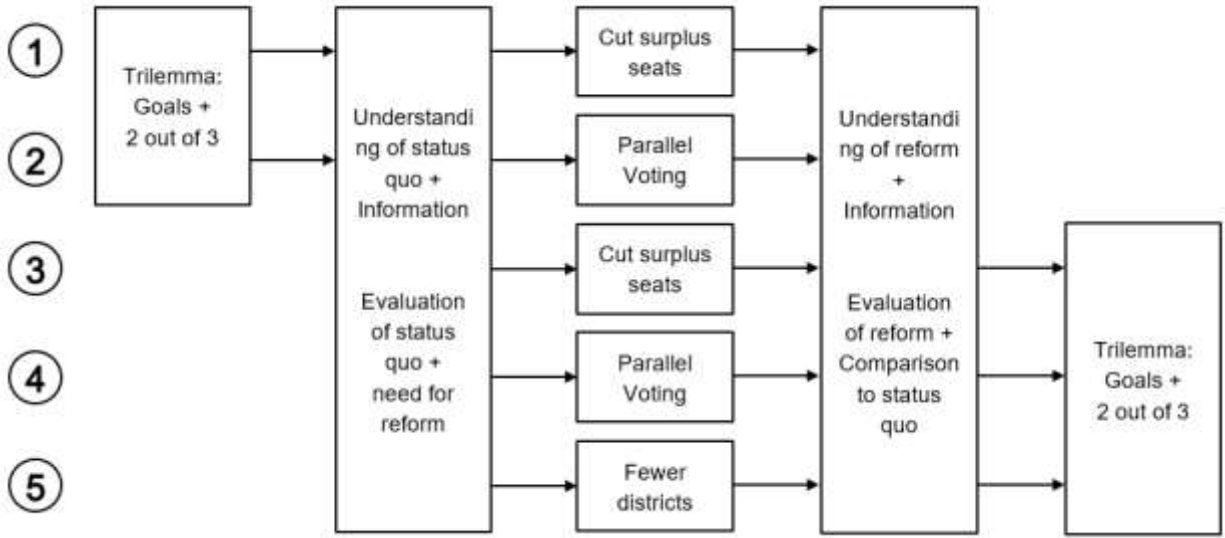 1
2
3
4
5
Trilemma:
Goals +
2 out of 3
Understandi
ng of status
quo +
Information
Evaluation
of status
quo +
need for
reform
Cut surplus
seats
Parallel
Voting
Cut surplus
seats
Parallel
Voting
Fewer
districts
Understandi
ng of reform
+
Information
Evaluation
of reform +
Comparison
to status
quo
Trilemma:
Goals +
2 out of 3